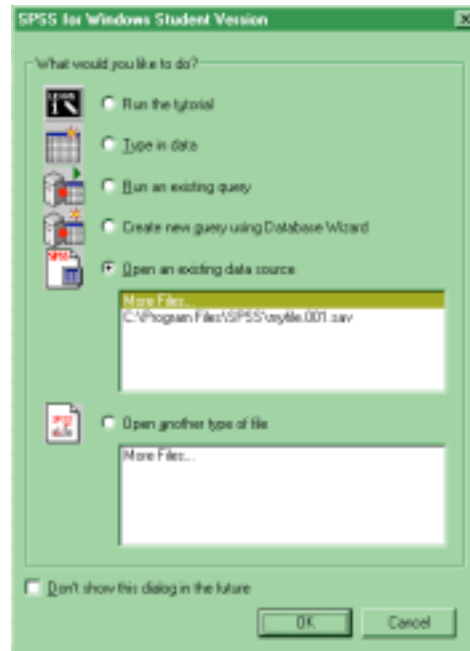 SPSS for Windows Student Version
What would you like to do?
Run the tutorial
Type in data
Run an existing query
Create new query using Database Wizard
Open an existing data source
More Files...
C:\Program Files\SPSS\myfile.001.sav
Open another type of file
More Files...
Don't show this dialog in the future
OK
Cancel